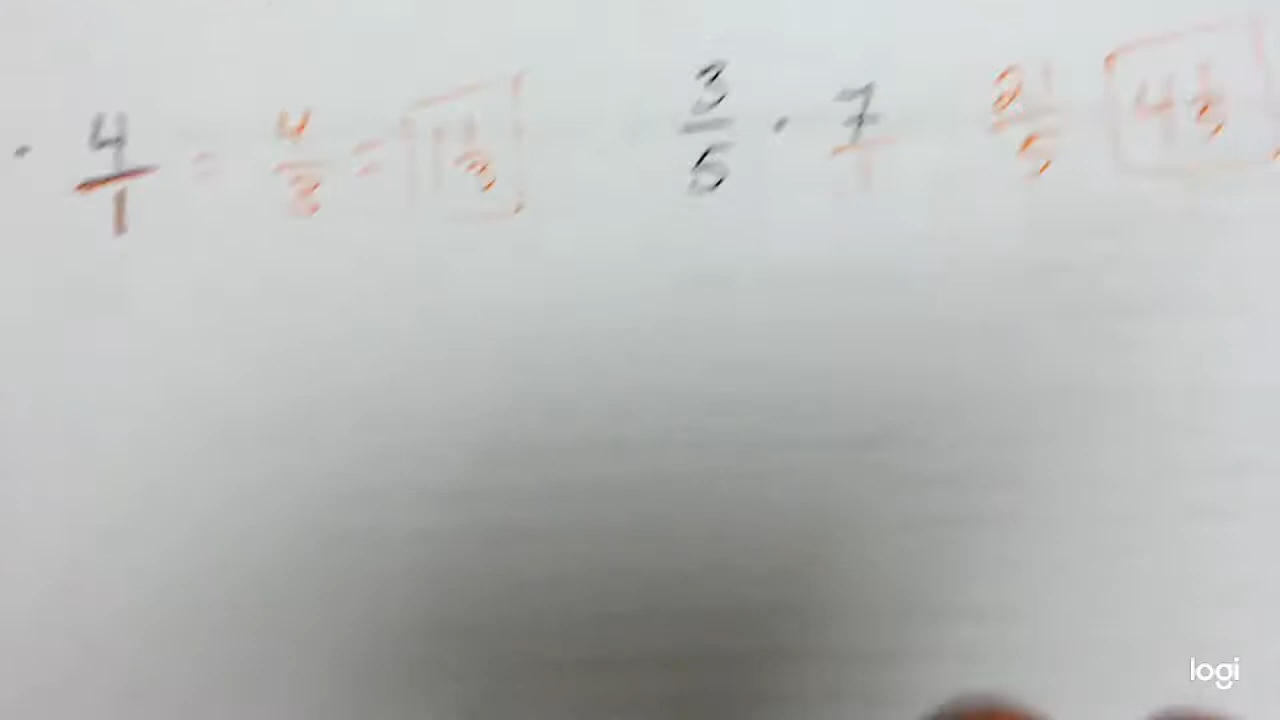 · 4/1 = 4/3 = 1 1/3    3/5 · 7/1    21/5    4 1/5
logi